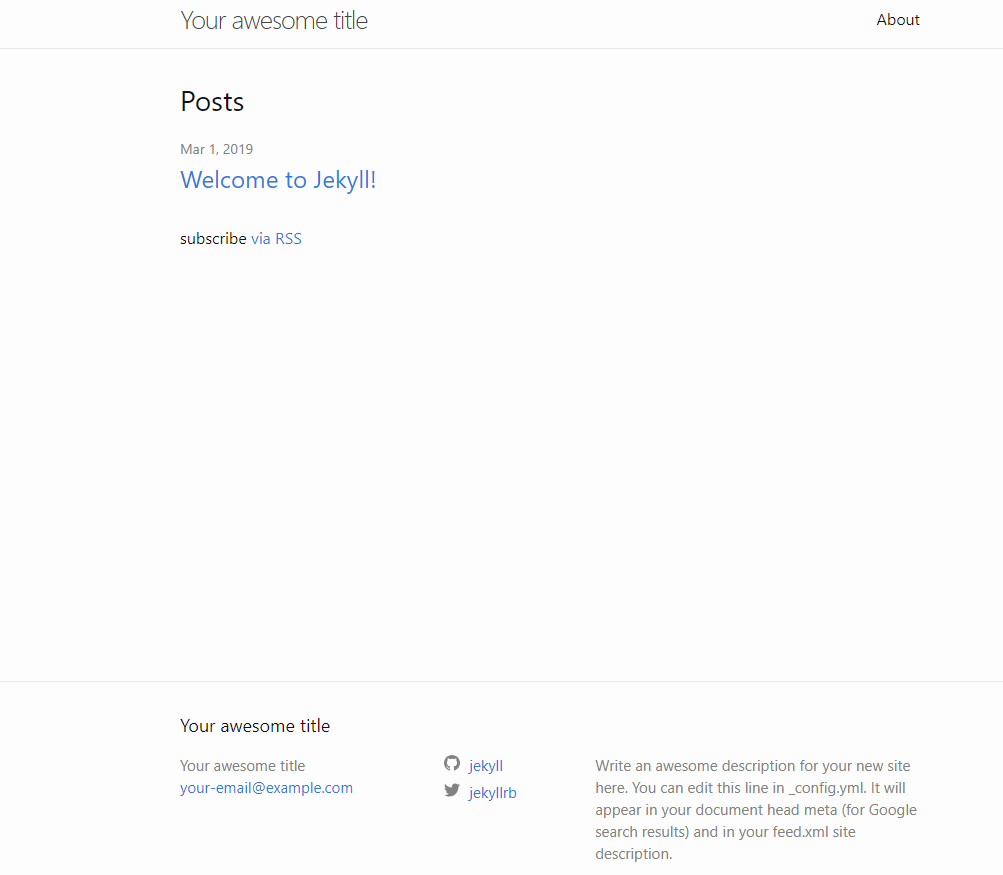 Your awesome title
About
Posts
Mar 1, 2019
Welcome to Jekyll!
subscribe via RSS
Your awesome title
Your awesome title
your-email@example.com
jekyll
jekyllrb
Write an awesome description for your new site
here. You can edit this line in _config.yml. It will
appear in your document head meta (for Google
search results) and in your feed.xml site
description.